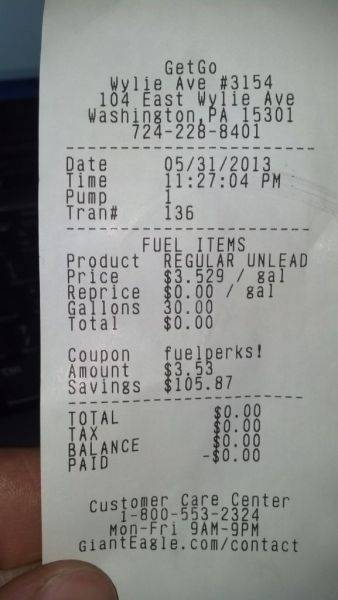 GetGo
Wylie Ave #3154
104 East Wylie Ave
Washington, PA 15301
724-228-8401
Date 05/31/2013
Time 11:27:04 PM
Pump 1
Tran# 136
FUEL ITEMS
Product REGULAR UNLEAD
Price $3.529 / gal
Reprice $0.00 / gal
Gallons 30.00
Total $0.00
Coupon fuelperks!
Amount $3.53
Savings $105.87
TOTAL $0.00
TAX $0.00
BALANCE $0.00
PAID -$0.00
Customer Care Center
1-800-553-2324
Mon-Fri 9AM-9PM
GiantEagle.com/contact